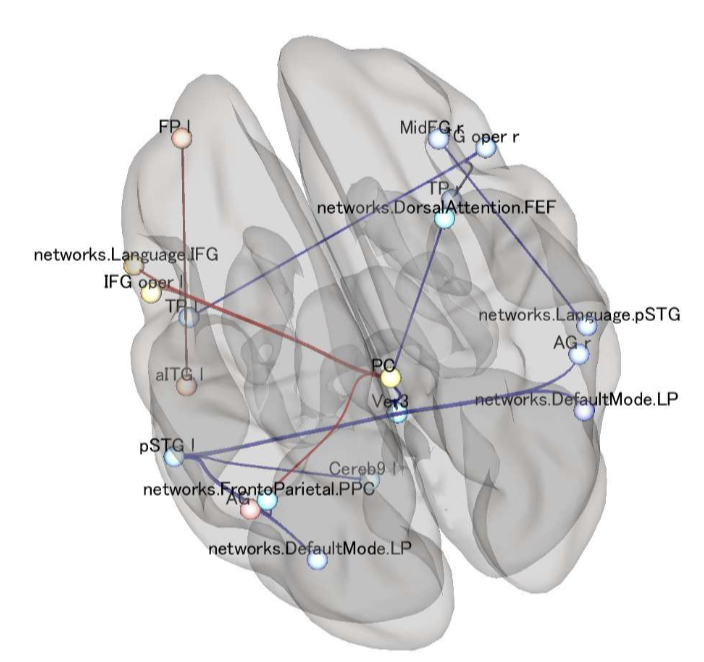 FP l
MidFG r
G oper r
TP r
networks.DorsalAttention.FEF
networks.Language.IFG
IFG oper l
TP l
networks.Language.pSTG
AG r
PC
aITG l
Ver3
networks.DefaultMode.LP
pSTG l
Cereb9 l
networks.FrontoParietal.PPC
AG
networks.DefaultMode.LP